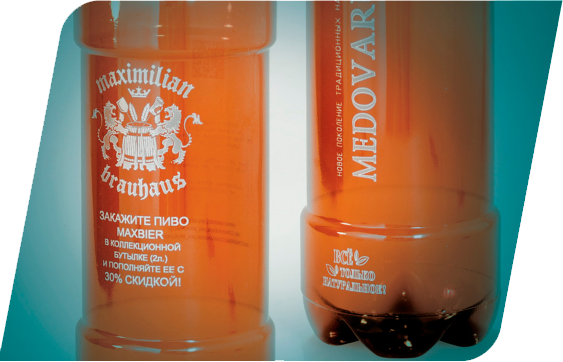 maximilian
brauhaus
ЗАКАЖИТЕ ПИВО
MAXBIER
В КОЛЛЕКЦИОННОЙ
БУТЫЛКЕ (2л.)
И ПОПОЛНЯЙТЕ ЕЕ С
30% СКИДКОЙ!
НОВОЕ ПОКОЛЕНИЕ ТРАДИЦИОННЫХ
MEDOVAR
ВСЁ
ТОЛЬКО
НАТУРАЛЬНОЕ!